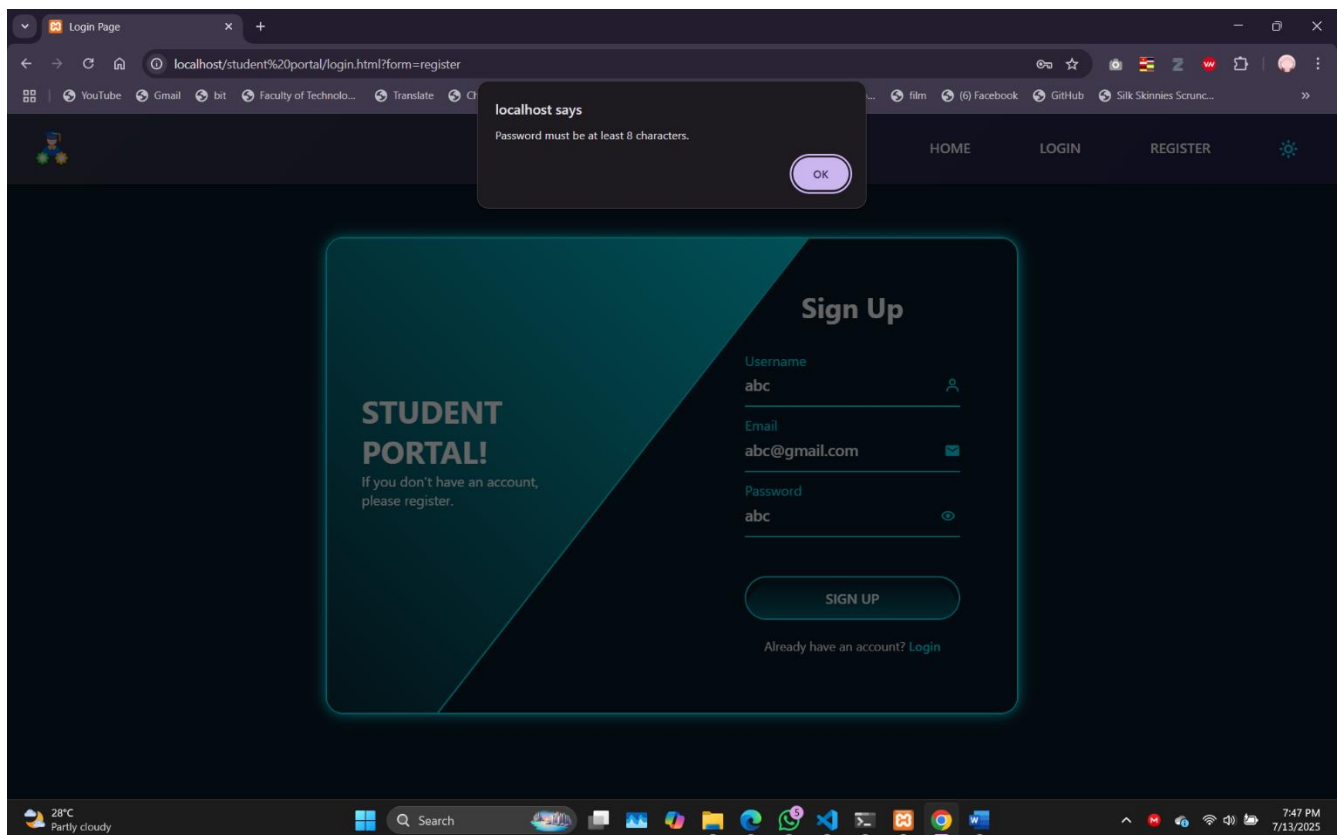 Login Page
localhost/student%20portal/login.html?form=register
YouTube Gmail bit Faculty of Technolo... Translate film (6) Facebook GitHub Silk Skinnies Scrunc...
localhost says
Password must be at least 8 characters.
OK
HOME LOGIN REGISTER
Sign Up
Username
abc
STUDENT
PORTAL!
If you don't have an account,
please register.
Email
abc@gmail.com
Password
abc
SIGN UP
Already have an account? Login
28°C
Partly cloudy
Search
5
7:47 PM
7/13/2025